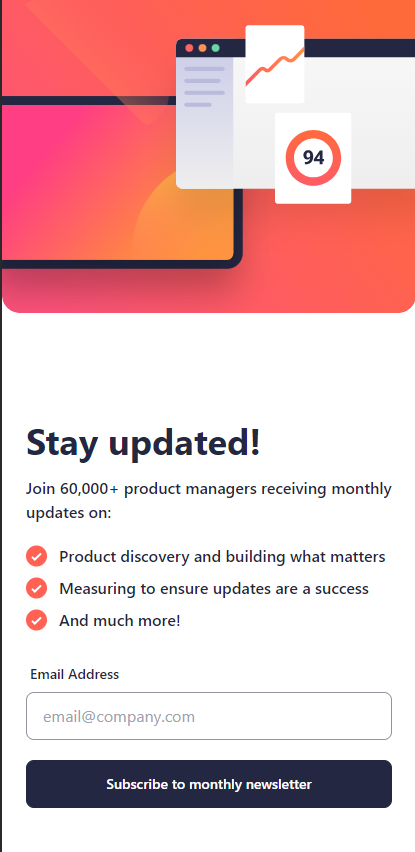 94
Stay updated!
Join 60,000+ product managers receiving monthly
updates on:
Product discovery and building what matters
Measuring to ensure updates are a success
And much more!
Email Address
email@company.com
Subscribe to monthly newsletter